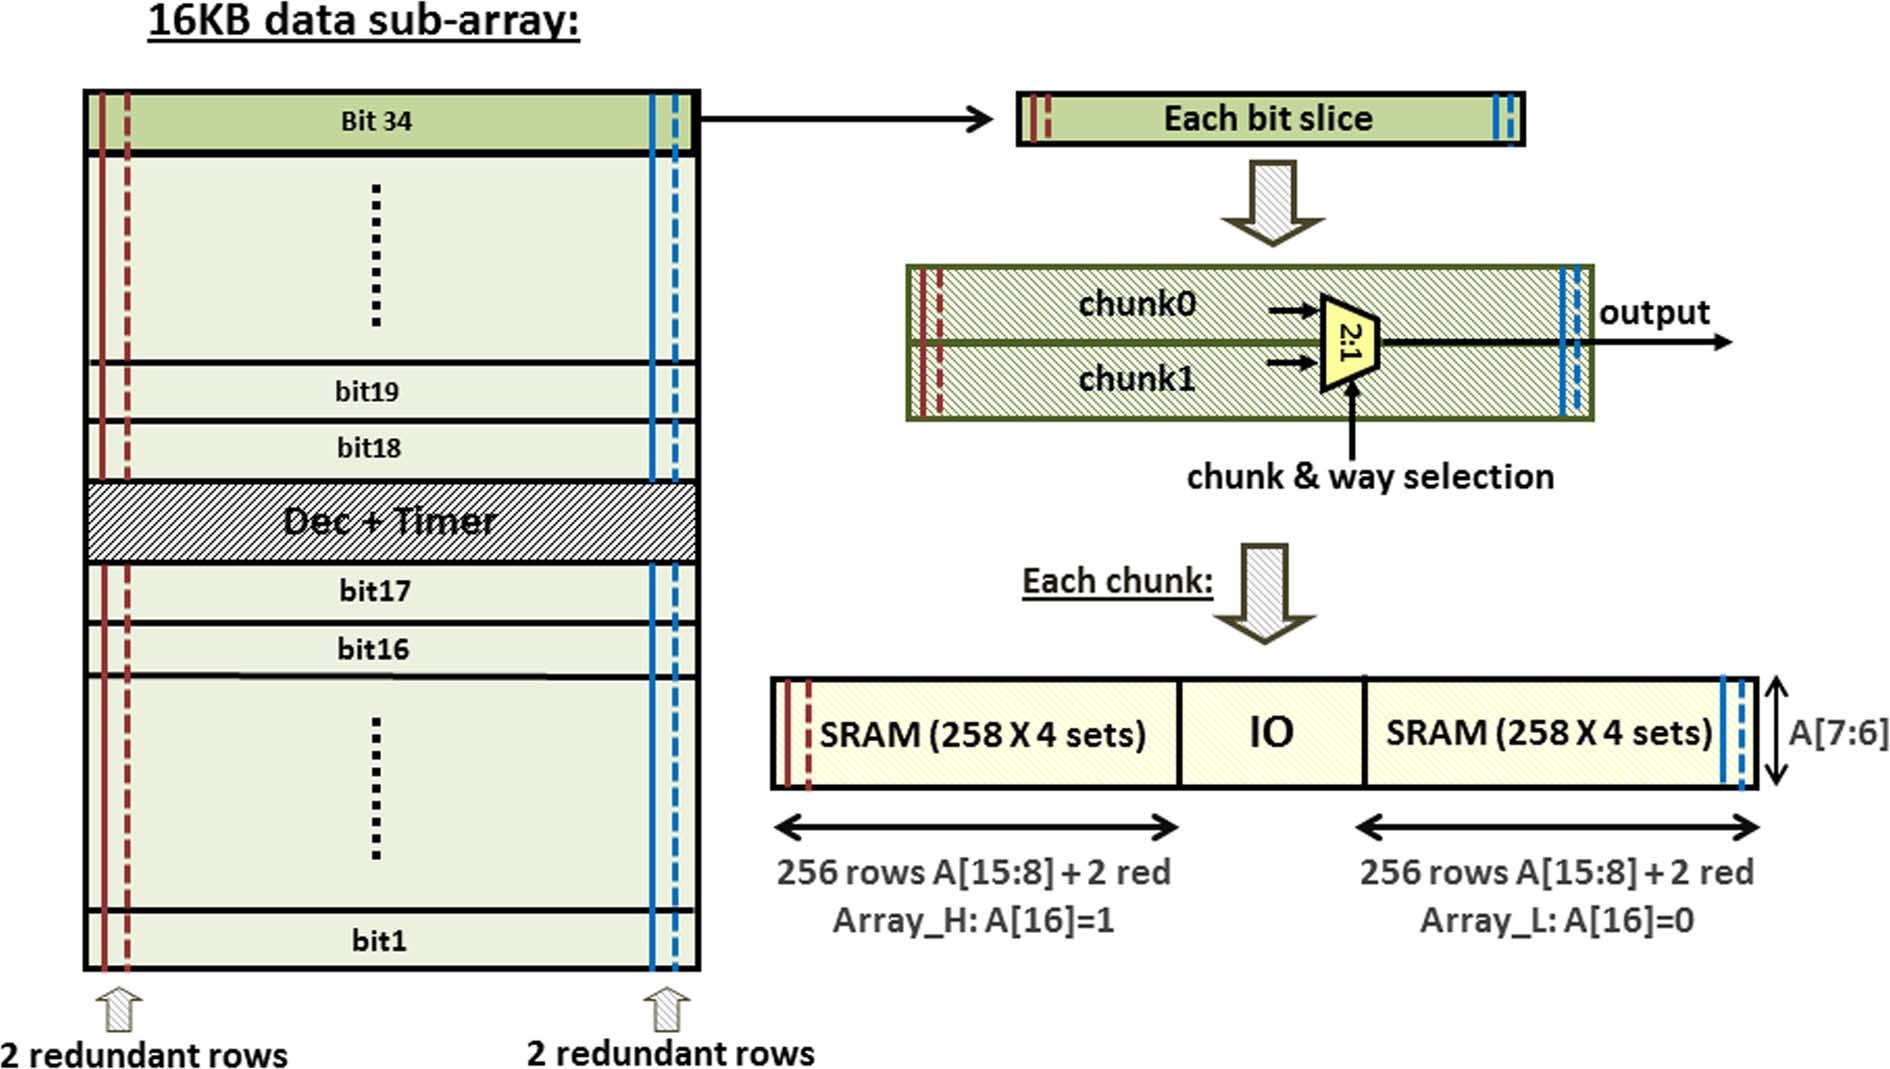 16KB data sub-array:
Bit 34
bit19
bit18
Dec + Timer
bit17
bit16
bit1
2 redundant rows
2 redundant rows
Each bit slice
chunk0
chunk1
2:1
output
chunk & way selection
Each chunk:
SRAM (258 X 4 sets)
IO
SRAM (258 X 4 sets)
A[7:6]
256 rows A[15:8] + 2 red
Array_H: A[16]=1
256 rows A[15:8] + 2 red
Array_L: A[16]=0